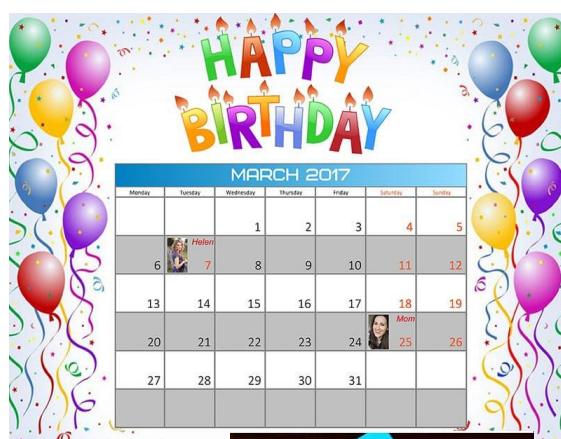 HAPPY
BIRTHDAY
MARCH 2017
Monday Tuesday Wednesday Thursday Friday Saturday Sunday
1 2 3 4 5
Helen
6 7 8 9 10 11 12
13 14 15 16 17 18 19
Mom
20 21 22 23 24 25 26
27 28 29 30 31